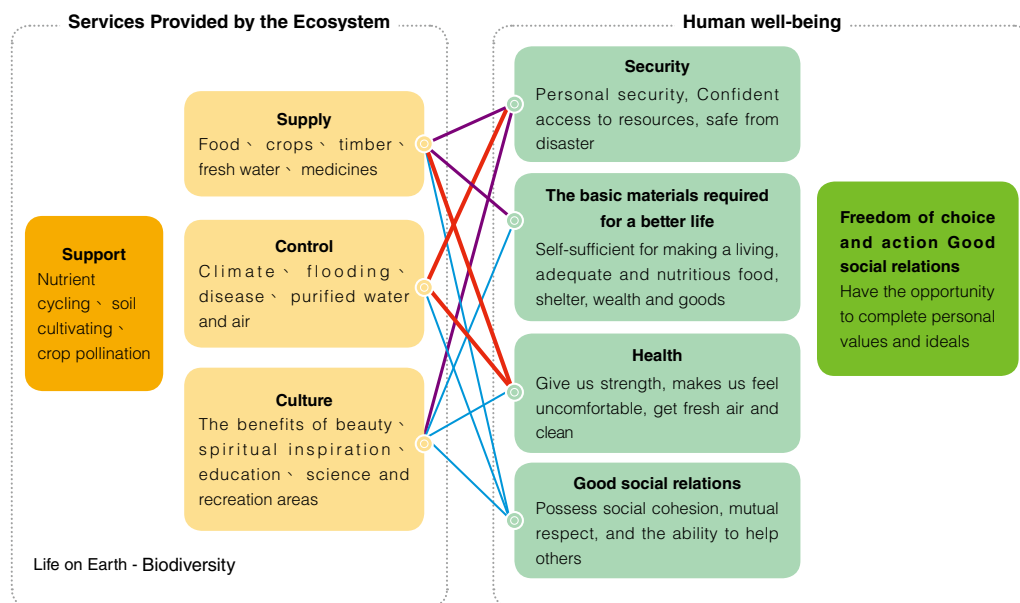 Services Provided by the Ecosystem
Human well-being
Support
Nutrient
cycling、 soil
cultivating、
crop pollination
Supply
Food、 crops、 timber、
fresh water、 medicines
Control
Climate、 flooding、
disease、 purified water
and air
Culture
The benefits of beauty、
spiritual inspiration、
education、 science and
recreation areas
Life on Earth - Biodiversity
Security
Personal security, Confident
access to resources, safe from
disaster
The basic materials required
for a better life
Self-sufficient for making a living,
adequate and nutritious food,
shelter, wealth and goods
Health
Give us strength, makes us feel
uncomfortable, get fresh air and
clean
Good social relations
Possess social cohesion, mutual
respect, and the ability to help
others
Freedom of choice
and action Good
social relations
Have the opportunity
to complete personal
values and ideals